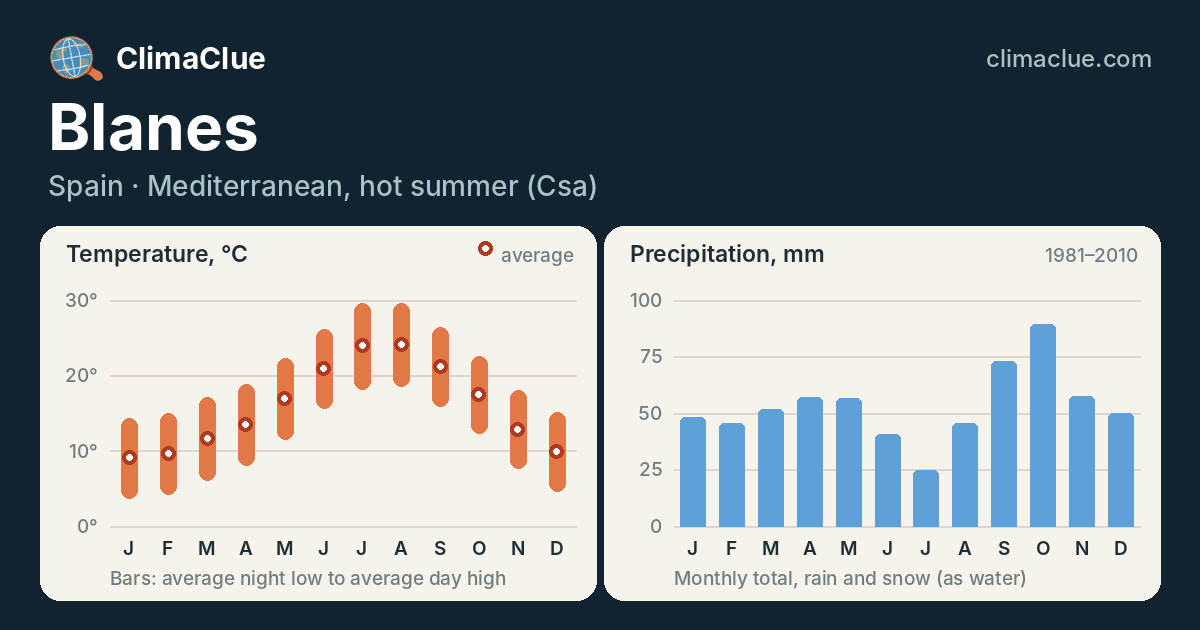 ClimaClue
climaclue.com
Blanes
Spain · Mediterranean, hot summer (Csa)
Temperature, °C
average
30°
20°
10°
0°
J F M A M J J A S O N D
Bars: average night low to average day high
Precipitation, mm
1981–2010
100
75
50
25
0
J F M A M J J A S O N D
Monthly total, rain and snow (as water)